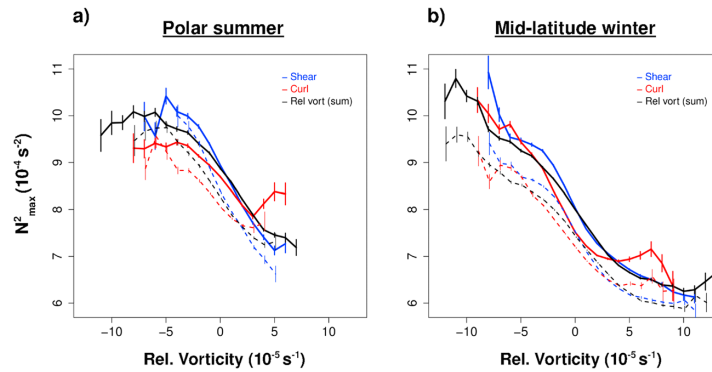 a)
Polar summer
Shear
Curl
Rel vort (sum)
11
10
9
8
7
6
N²max (10⁻⁴ s⁻²)
−10
−5
0
5
10
Rel. Vorticity (10⁻⁵ s⁻¹)
b)
Mid-latitude winter
Shear
Curl
Rel vort (sum)
11
10
9
8
7
6
−10
−5
0
5
10
Rel. Vorticity (10⁻⁵ s⁻¹)